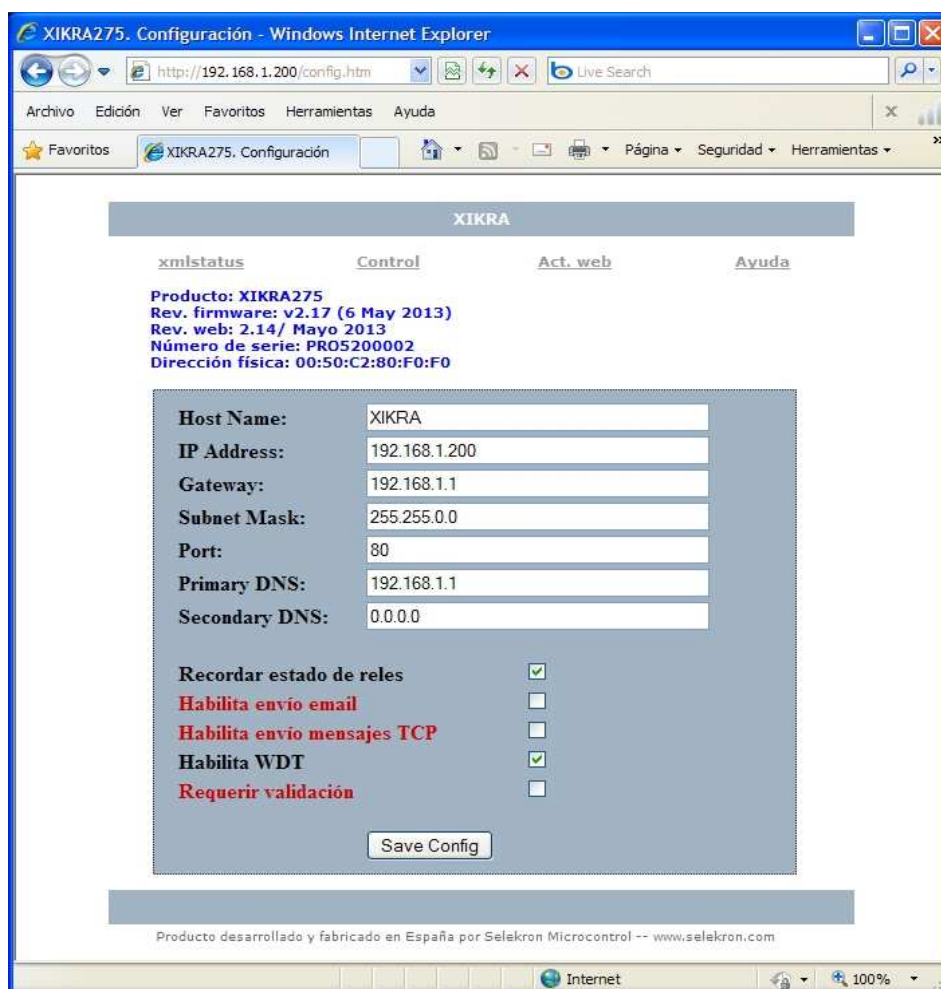 XIKRA275. Configuración - Windows Internet Explorer
http://192.168.1.200/config.htm
Live Search
Archivo Edición Ver Favoritos Herramientas Ayuda
Favoritos XIKRA275. Configuración Página Seguridad Herramientas
XIKRA
xmlstatus Control Act. web Ayuda
Producto: XIKRA275
Rev. firmware: v2.17 (6 May 2013)
Rev. web: 2.14/ Mayo 2013
Número de serie: PRO5200002
Dirección física: 00:50:C2:80:F0:F0
Host Name: XIKRA
IP Address: 192.168.1.200
Gateway: 192.168.1.1
Subnet Mask: 255.255.0.0
Port: 80
Primary DNS: 192.168.1.1
Secondary DNS: 0.0.0.0
Recordar estado de reles
Habilita envío email
Habilita envío mensajes TCP
Habilita WDT
Requerir validación
Save Config
Producto desarrollado y fabricado en España por Selekron Microcontrol -- www.selekron.com
Internet 100%